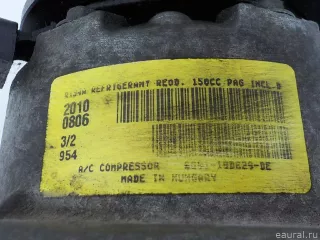 R134A REFRIGERANT REQD. 150CC PAG INCL.D
2010
0806
3/2
954
A/C COMPRESSOR
MADE IN HUNGARY
© eaural.ru